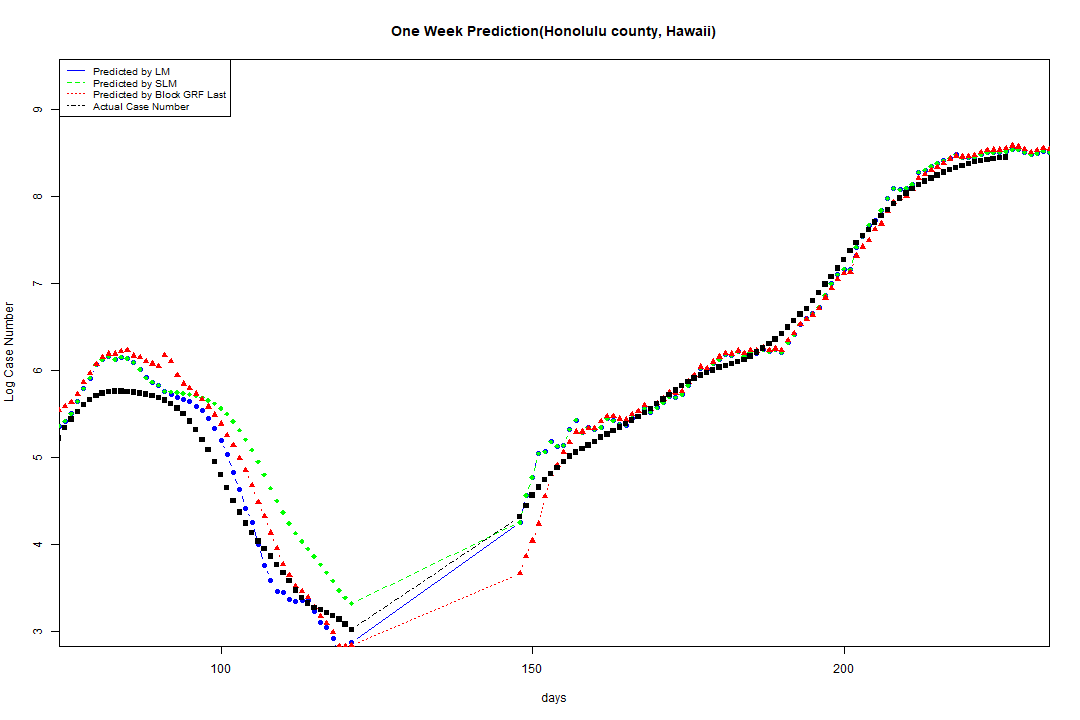 One Week Prediction(Honolulu county, Hawaii)
Predicted by LM
Predicted by SLM
Predicted by Block GRF Last
Actual Case Number
9
8
7
6
5
4
3
Log Case Number
100
150
200
days